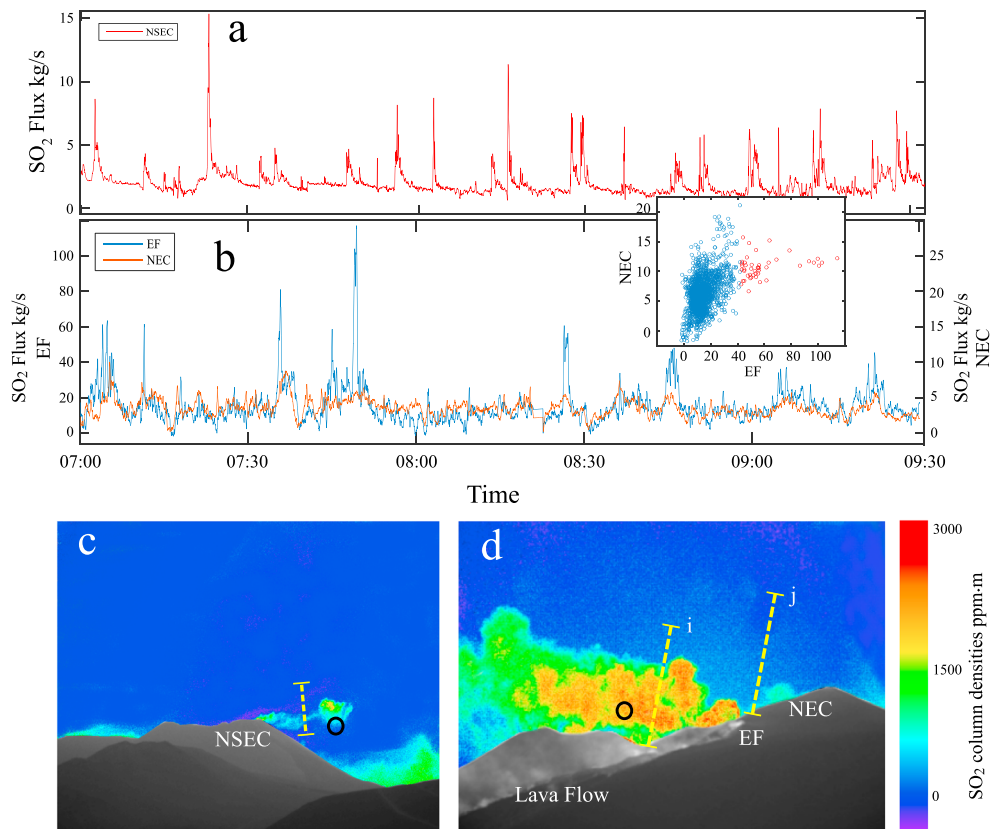 a
NSEC
SO2 Flux kg/s
15
10
5
0
b
EF
NEC
SO2 Flux kg/s
EF
100
80
60
40
20
0
SO2 Flux kg/s
NEC
25
20
15
10
5
0
20
15
10
5
0
NEC
0 20 40 60 80 100
EF
07:00 07:30 08:00 08:30 09:00 09:30
Time
c
NSEC
d
i
j
NEC
EF
Lava Flow
3000
1500
0
SO2 column densities ppm·m